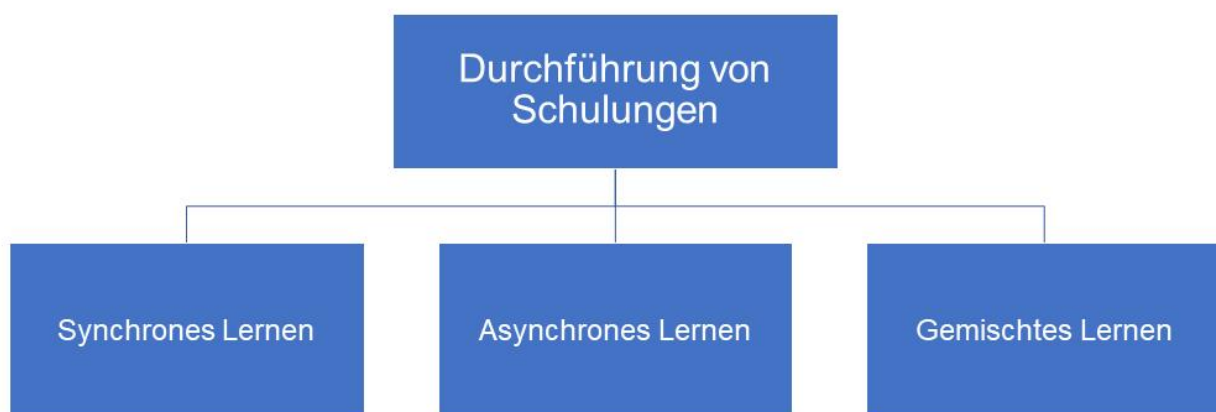 Durchführung von
Schulungen
Synchrones Lernen
Asynchrones Lernen
Gemischtes Lernen